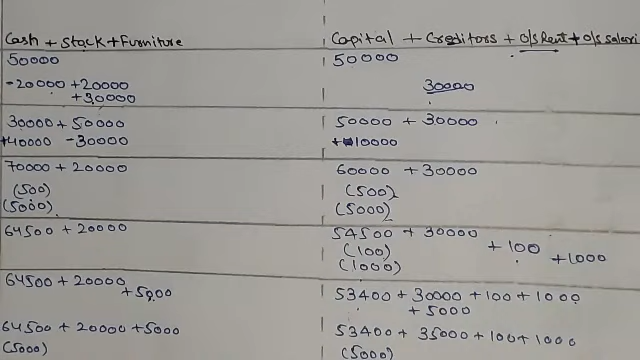 Cash + Stock + Furniture
Capital + Creditors + O/s Rent + O/s salari
50000
50000
-20000 +20000
+30000
30000
30000 + 50000
50000 + 30000
+40000 -30000
+10000
70000 + 20000
60000 + 30000
(500)
(500)
(5000)
(5000)
64500 + 20000
54500 + 30000 + 100 + 1000
(100)
(1000)
64500 + 20000
+5000
53400 + 30000 + 100 + 1000
+ 5000
64500 + 20000 +5000
53400 + 35000 + 100 + 1000
(5000)
(5000)